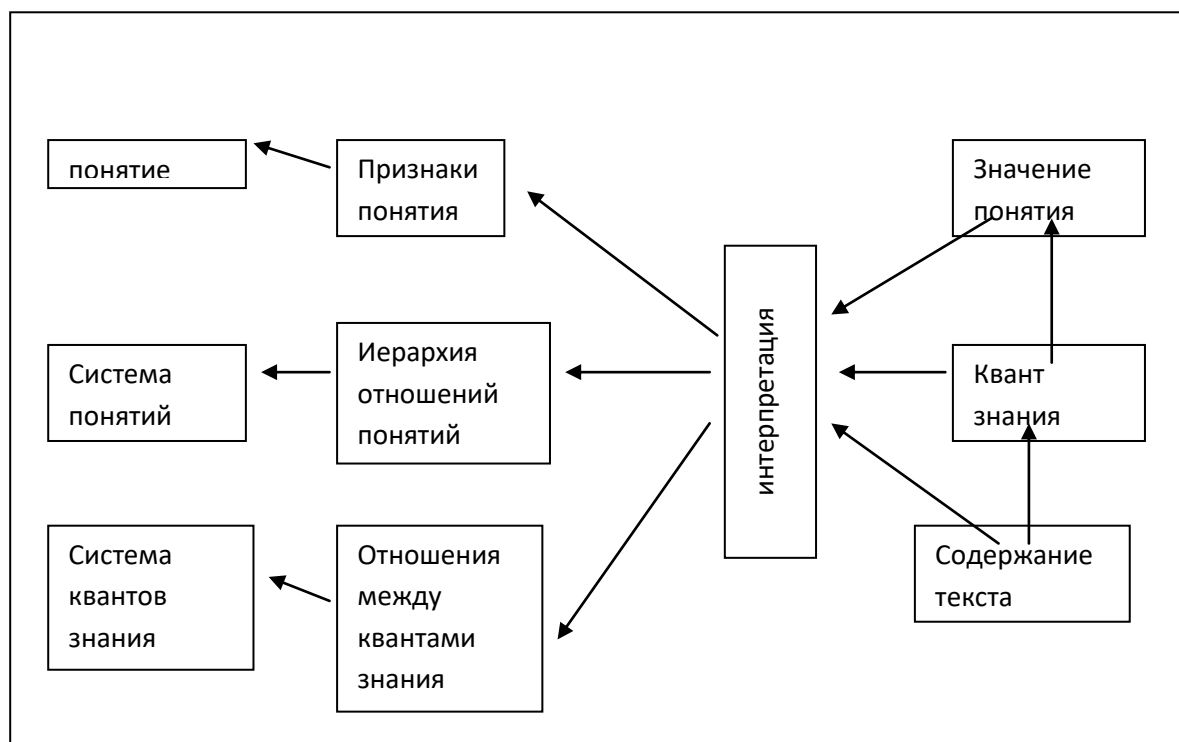 понятие
Признаки
понятия
Значение
понятия
Система
понятий
Иерархия
отношений
понятий
интерпретация
Квант
знания
Система
квантов
знания
Отношения
между
квантами
знания
Содержание
текста